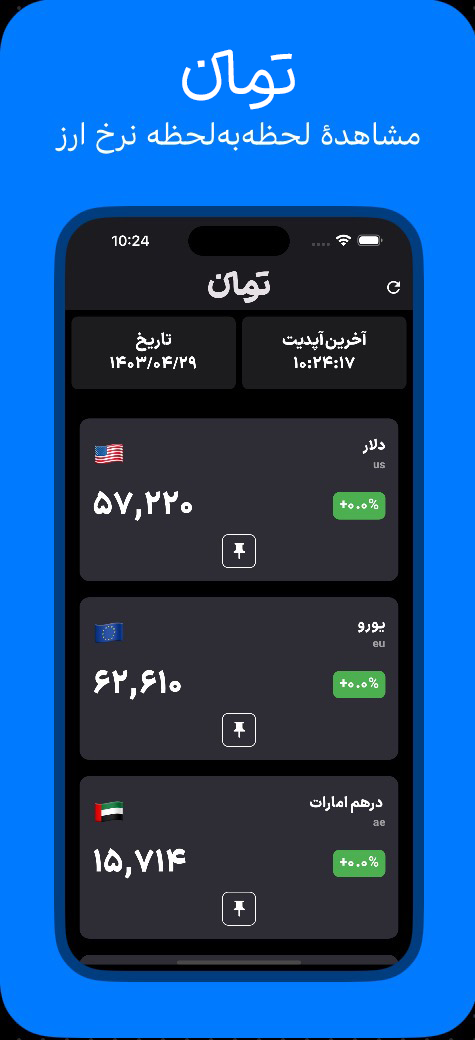 تومان
مشاهدهٔ لحظه‌به‌لحظه نرخ ارز
10:24
تومان
آخرین آپدیت
۱۰:۲۴:۱۷
تاریخ
۱۴۰۳/۰۴/۲۹
دلار
us
۵۷,۲۲۰
+۰.۰%
یورو
eu
۶۲,۶۱۰
+۰.۰%
درهم امارات
ae
۱۵,۷۱۴
+۰.۰%